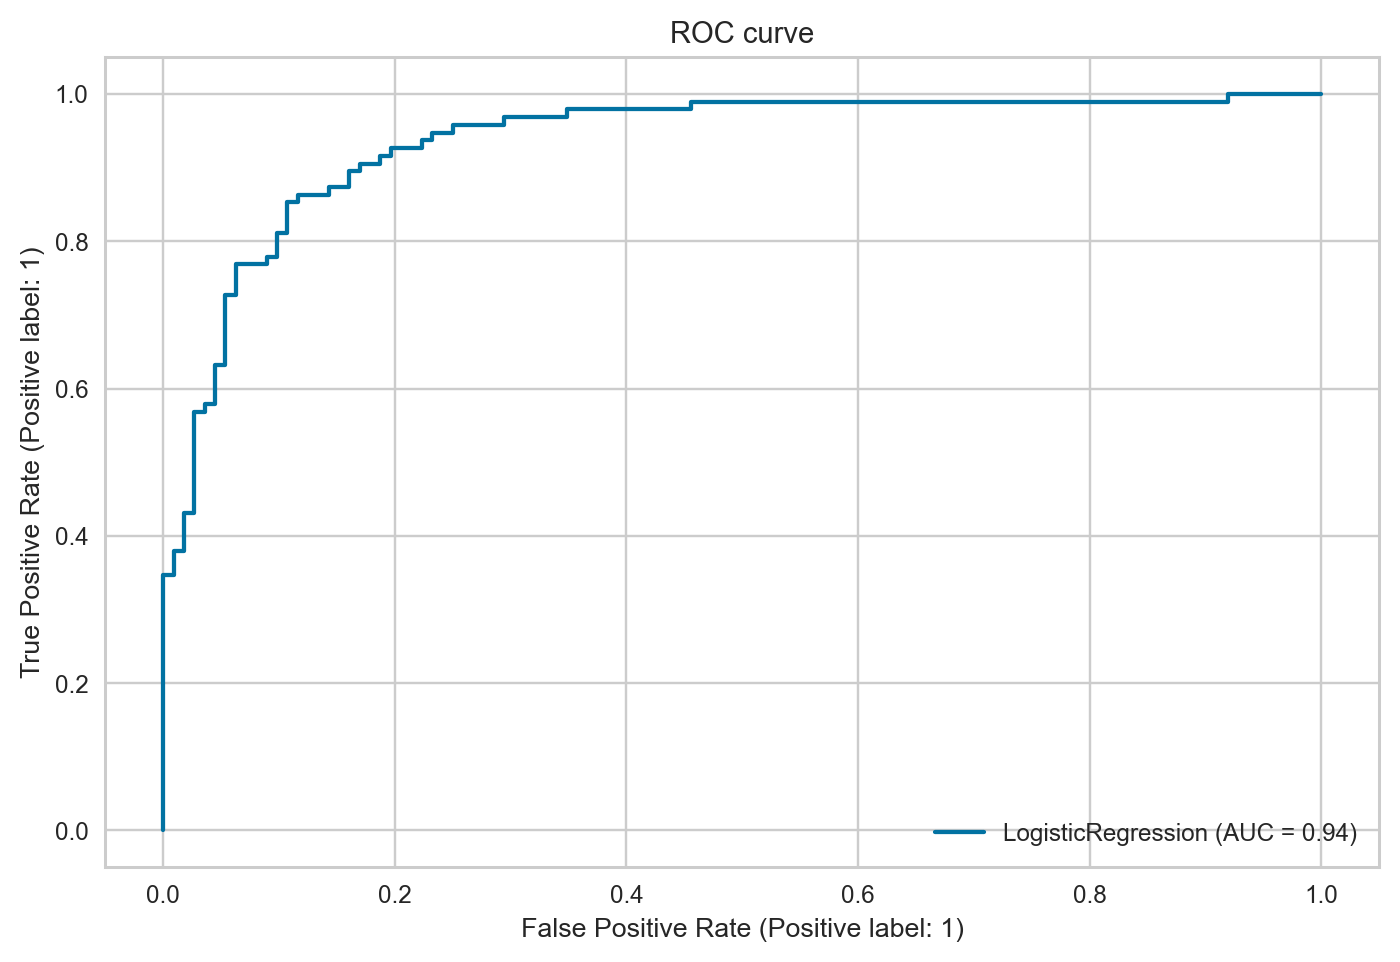 ROC curve
1.0
0.8
0.6
0.4
0.2
0.0
True Positive Rate (Positive label: 1)
LogisticRegression (AUC = 0.94)
0.0 0.2 0.4 0.6 0.8 1.0
False Positive Rate (Positive label: 1)